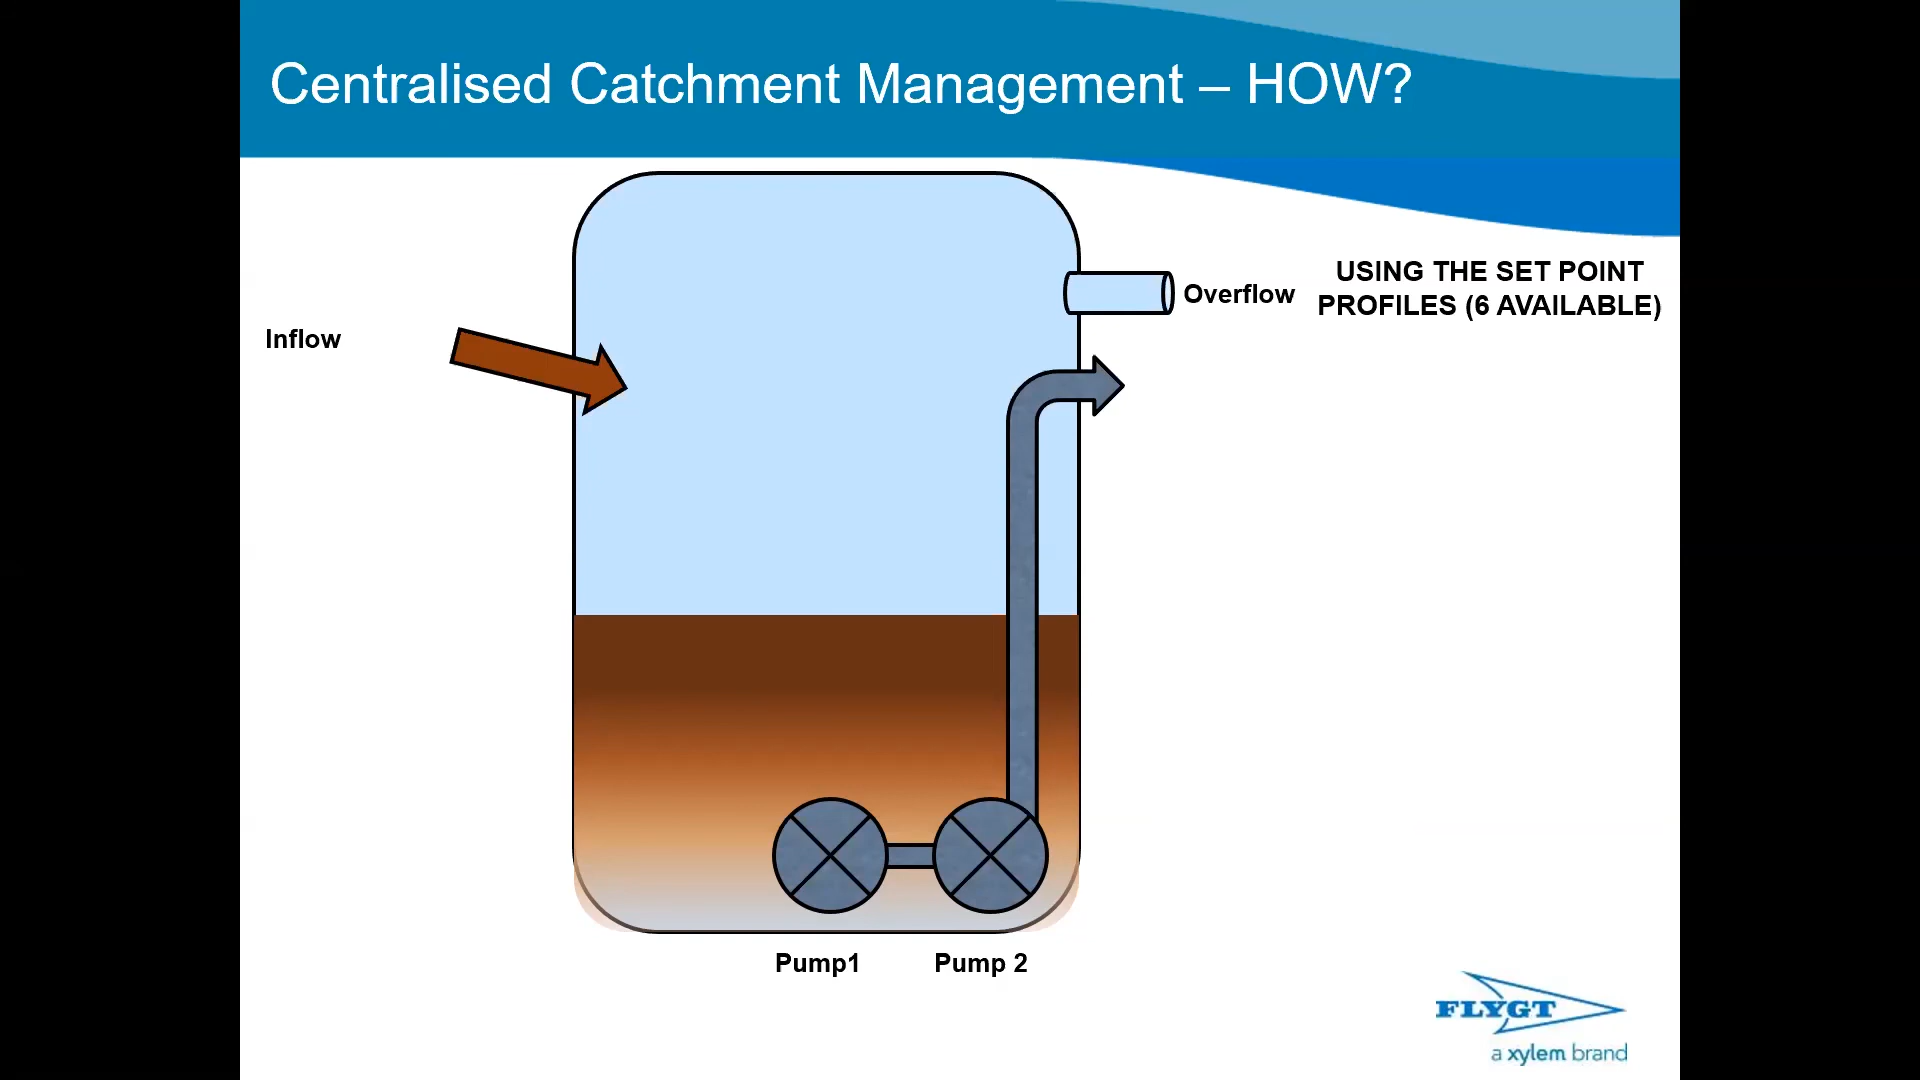 Centralised Catchment Management – HOW?
USING THE SET POINT
PROFILES (6 AVAILABLE)
Overflow
Inflow
Pump1
Pump 2
FLYGT
a xylem brand